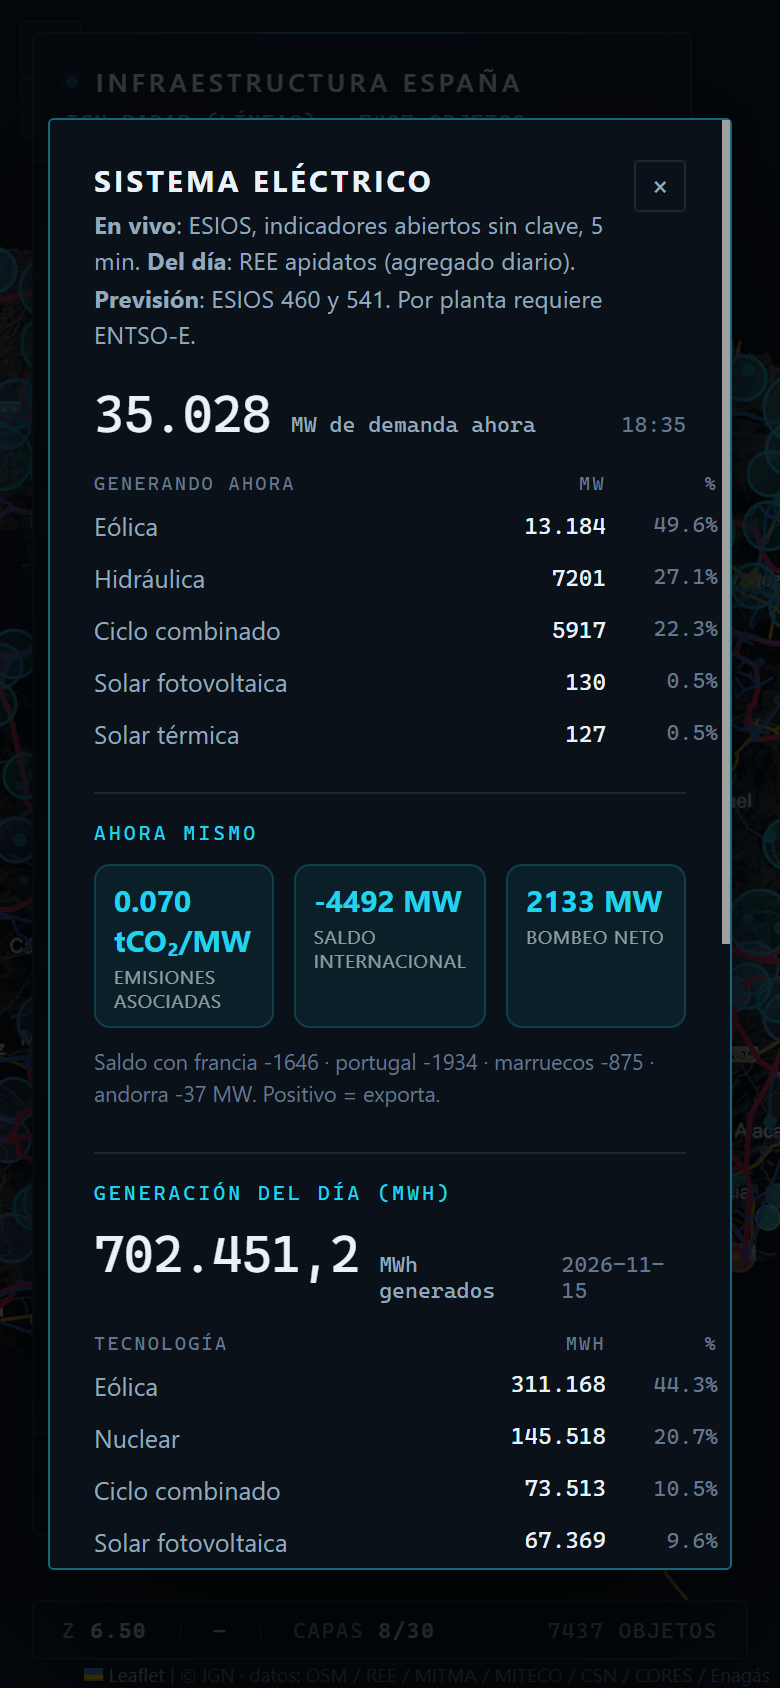 INFRAESTRUCTURA ESPAÑA
SISTEMA ELÉCTRICO
×
En vivo: ESIOS, indicadores abiertos sin clave, 5
min. Del día: REE apidatos (agregado diario).
Previsión: ESIOS 460 y 541. Por planta requiere
ENTSO-E.
35.028 MW de demanda ahora 18:35
GENERANDO AHORA MW %
Eólica 13.184 49.6%
Hidráulica 7201 27.1%
Ciclo combinado 5917 22.3%
Solar fotovoltaica 130 0.5%
Solar térmica 127 0.5%
AHORA MISMO
0.070
tCO₂/MW
EMISIONES
ASOCIADAS
-4492 MW
SALDO
INTERNACIONAL
2133 MW
BOMBEO NETO
Saldo con francia -1646 · portugal -1934 · marruecos -875 ·
andorra -37 MW. Positivo = exporta.
GENERACIÓN DEL DÍA (MWH)
702.451,2 MWh
generados
2026-11-
15
TECNOLOGÍA MWH %
Eólica 311.168 44.3%
Nuclear 145.518 20.7%
Ciclo combinado 73.513 10.5%
Solar fotovoltaica 67.369 9.6%
Z 6.50 — CAPAS 8/30 7437 OBJETOS
Leaflet | © IGN · datos: OSM / REE / MITMA / MITECO / CSN / CORES / Enagás